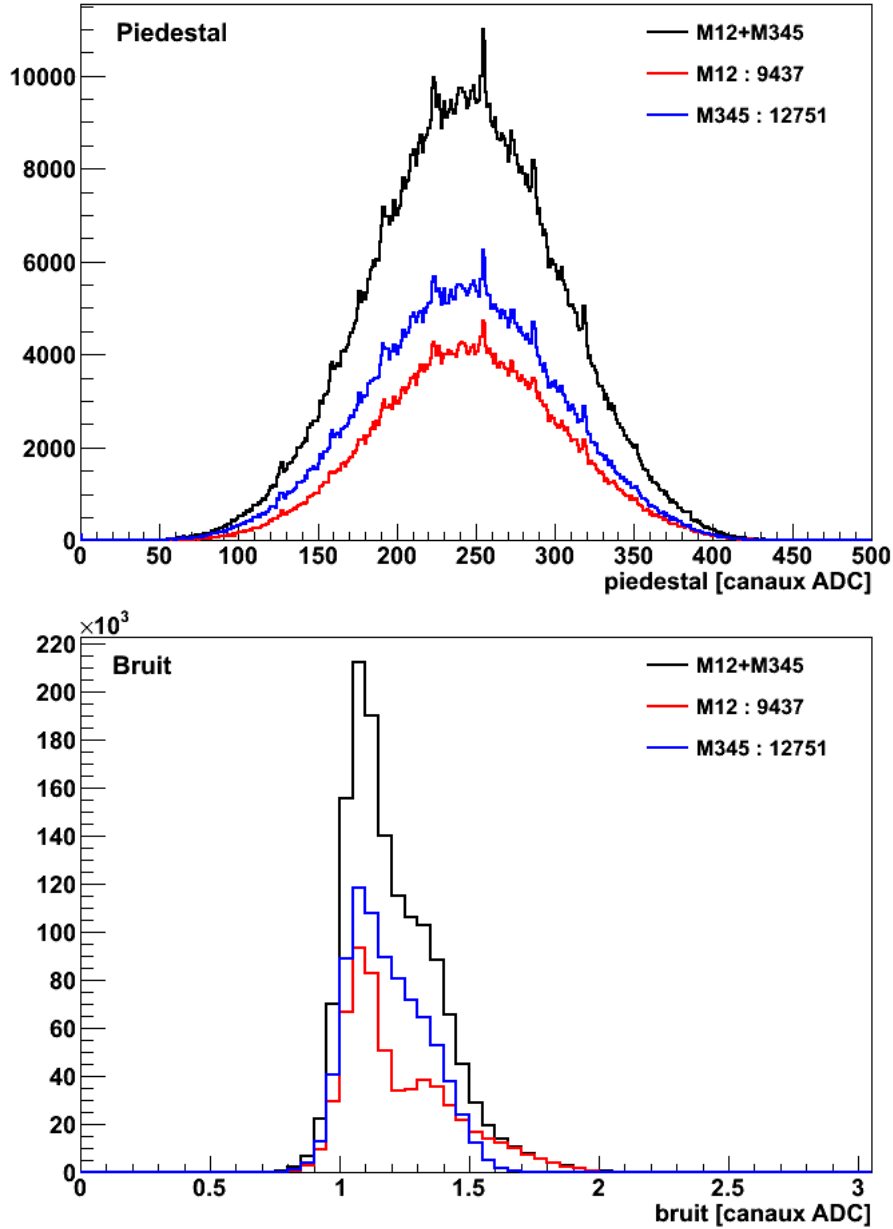 Piedestal
M12+M345
M12 : 9437
M345 : 12751
10000
8000
6000
4000
2000
0
0 50 100 150 200 250 300 350 400 450 500
piedestal [canaux ADC]
×10³
Bruit
M12+M345
M12 : 9437
M345 : 12751
220
200
180
160
140
120
100
80
60
40
20
0
0 0.5 1 1.5 2 2.5 3
bruit [canaux ADC]